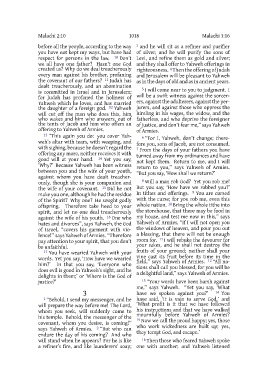 Malachi 2:10
1018
Malachi 3:16
before all the people, according to the way
you have not kept my ways, but have had
respect for persons in the law. ¹⁰ Don't
we all have one father? Hasn't one God
created us? Why do we deal treacherously
every man against his brother, profaning
the covenant of our fathers? ¹¹ Judah has
dealt treacherously, and an abomination
is committed in Israel and in Jerusalem;
for Judah has profaned the holiness of
Yahweh which he loves, and has married
the daughter of a foreign god. ¹² Yahweh
will cut off the man who does this, him
who wakes and him who answers, out of
the tents of Jacob and him who offers an
offering to Yahweh of Armies.
¹³ "This again you do: you cover Yah-
weh's altar with tears, with weeping, and
with sighing, because he doesn't regard the
offering any more, neither receives it with
good will at your hand. ¹⁴ Yet you say,
'Why?' Because Yahweh has been witness
between you and the wife of your youth,
against whom you have dealt treacher-
ously, though she is your companion and
the wife of your covenant. ¹⁵ Did he not
make you one, although he had the residue
of the Spirit? Why one? He sought godly
offspring. Therefore take heed to your
spirit, and let no one deal treacherously
against the wife of his youth. ¹⁶ One who
hates and divorces", says Yahweh, the God
of Israel, "covers his garment with vio-
lence!" says Yahweh of Armies. "Therefore
pay attention to your spirit, that you don't
be unfaithful.
¹⁷ You have wearied Yahweh with your
words. Yet you say, 'How have we wearied
him?' In that you say, 'Everyone who
does evil is good in Yahweh's sight, and he
delights in them;' or 'Where is the God of
justice?'
3
¹ "Behold, I send my messenger, and he
will prepare the way before me! The Lord,
whom you seek, will suddenly come to
his temple. Behold, the messenger of the
covenant, whom you desire, is coming!"
says Yahweh of Armies. ² "But who can
endure the day of his coming? And who
will stand when he appears? For he is like
a refiner's fire, and like launderers' soap;
³ and he will sit as a refiner and purifier
of silver, and he will purify the sons of
Levi, and refine them as gold and silver;
and they shall offer to Yahweh offerings in
righteousness. ⁴ Then the offering of Judah
and Jerusalem will be pleasant to Yahweh
as in the days of old and as in ancient years.
⁵ I will come near to you to judgment. I
will be a swift witness against the sorcer-
ers, against the adulterers, against the per-
jurers, and against those who oppress the
hireling in his wages, the widow, and the
fatherless, and who deprive the foreigner
of justice, and don't fear me," says Yahweh
of Armies.
⁶ "For I, Yahweh, don't change; there-
fore you, sons of Jacob, are not consumed.
⁷ From the days of your fathers you have
turned away from my ordinances and have
not kept them. Return to me, and I will
return to you," says Yahweh of Armies.
"But you say, 'How shall we return?'
⁸ Will a man rob God? Yet you rob me!
But you say, 'How have we robbed you?'
In tithes and offerings. ⁹ You are cursed
with the curse; for you rob me, even this
whole nation. ¹⁰ Bring the whole tithe into
the storehouse, that there may be food in
my house, and test me now in this," says
Yahweh of Armies, "if I will not open you
the windows of heaven, and pour you out
a blessing, that there will not be enough
room for. ¹¹ I will rebuke the devourer for
your sakes, and he shall not destroy the
fruits of your ground; neither shall your
vine cast its fruit before its time in the
field," says Yahweh of Armies. ¹² "All na-
tions shall call you blessed, for you will be
a delightful land," says Yahweh of Armies.
¹³ "Your words have been harsh against
me," says Yahweh. "Yet you say, 'What
have we spoken against you?' ¹⁴ You
have said, 'It is vain to serve God,' and
'What profit is it that we have followed
his instructions and that we have walked
mournfully before Yahweh of Armies?
¹⁵ Now we call the proud happy; yes, those
who work wickedness are built up; yes,
they tempt God, and escape.'
¹⁶ Then those who feared Yahweh spoke
one with another; and Yahweh listened